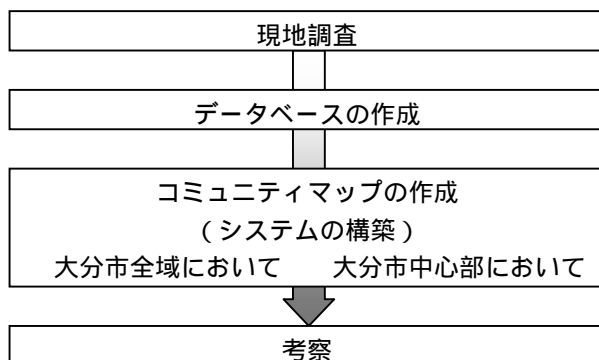 現地調査
データベースの作成
コミュニティマップの作成
(システムの構築)
大分市全域において　　大分市中心部において
考察